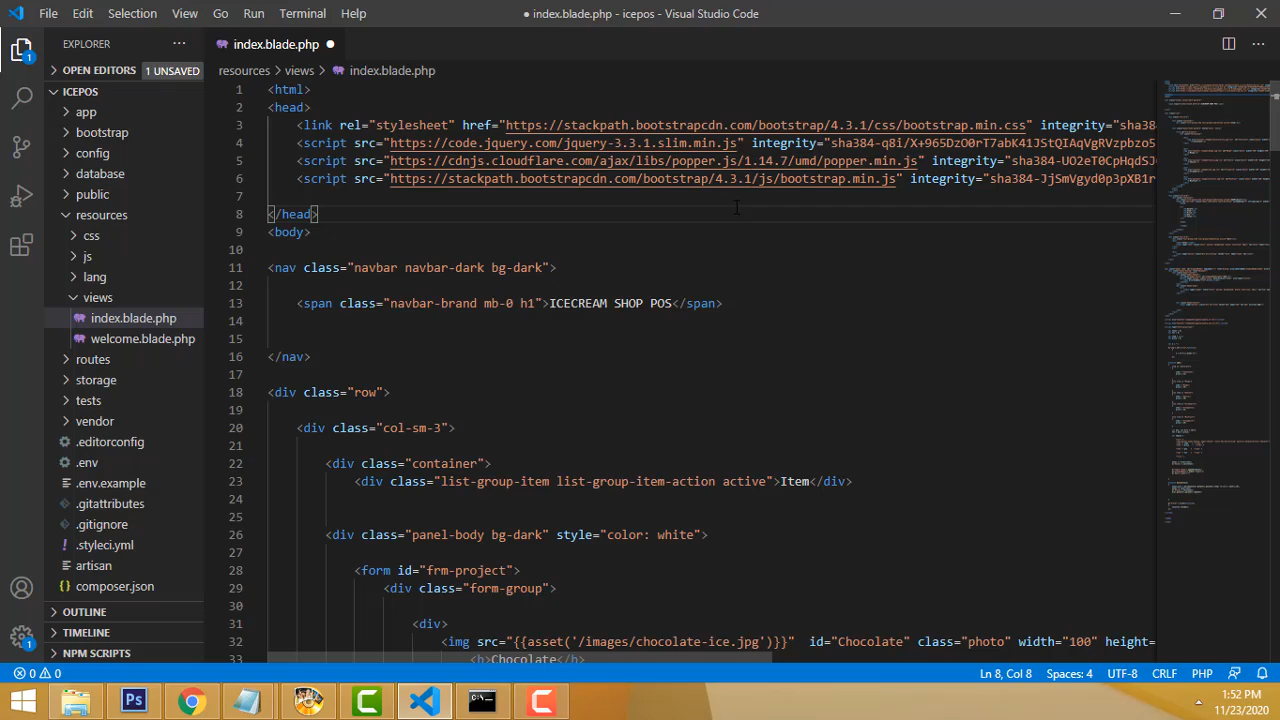 File Edit Selection View Go Run Terminal Help
● index.blade.php - icepos - Visual Studio Code
EXPLORER
index.blade.php
OPEN EDITORS 1 UNSAVED
resources > views > index.blade.php
ICEPOS
app
bootstrap
config
database
public
resources
css
js
lang
views
index.blade.php
welcome.blade.php
routes
storage
tests
vendor
.editorconfig
.env
.env.example
.gitattributes
.gitignore
.styleci.yml
artisan
composer.json
OUTLINE
TIMELINE
NPM SCRIPTS
1 <html>
2 <head>
3 <link rel="stylesheet" href="https://stackpath.bootstrapcdn.com/bootstrap/4.3.1/css/bootstrap.min.css" integrity="sha384-
4 <script src="https://code.jquery.com/jquery-3.3.1.slim.min.js" integrity="sha384-q8i/X+965DzO0rT7abK41JStQIAqVgRVzpbzo5
5 <script src="https://cdnjs.cloudflare.com/ajax/libs/popper.js/1.14.7/umd/popper.min.js" integrity="sha384-UO2eT0CpHqdSJ
6 <script src="https://stackpath.bootstrapcdn.com/bootstrap/4.3.1/js/bootstrap.min.js" integrity="sha384-JjSmVgyd0p3pXB1r
7
8 </head>
9 <body>
10
11 <nav class="navbar navbar-dark bg-dark">
12
13 <span class="navbar-brand mb-0 h1">ICECREAM SHOP POS</span>
14
15
16 </nav>
17
18 <div class="row">
19
20 <div class="col-sm-3">
21
22 <div class="container">
23 <div class="list-group-item list-group-item-action active">Item</div>
24
25
26 <div class="panel-body bg-dark" style="color: white">
27
28 <form id="frm-project">
29 <div class="form-group">
30
31 <div>
32 <img src="{{asset('/images/chocolate-ice.jpg')}}" id="Chocolate" class="photo" width="100" height=
33 <h>Chocolate</h>
0 0
Ln 8, Col 8 Spaces: 4 UTF-8 CRLF PHP
1:52 PM
11/23/2020